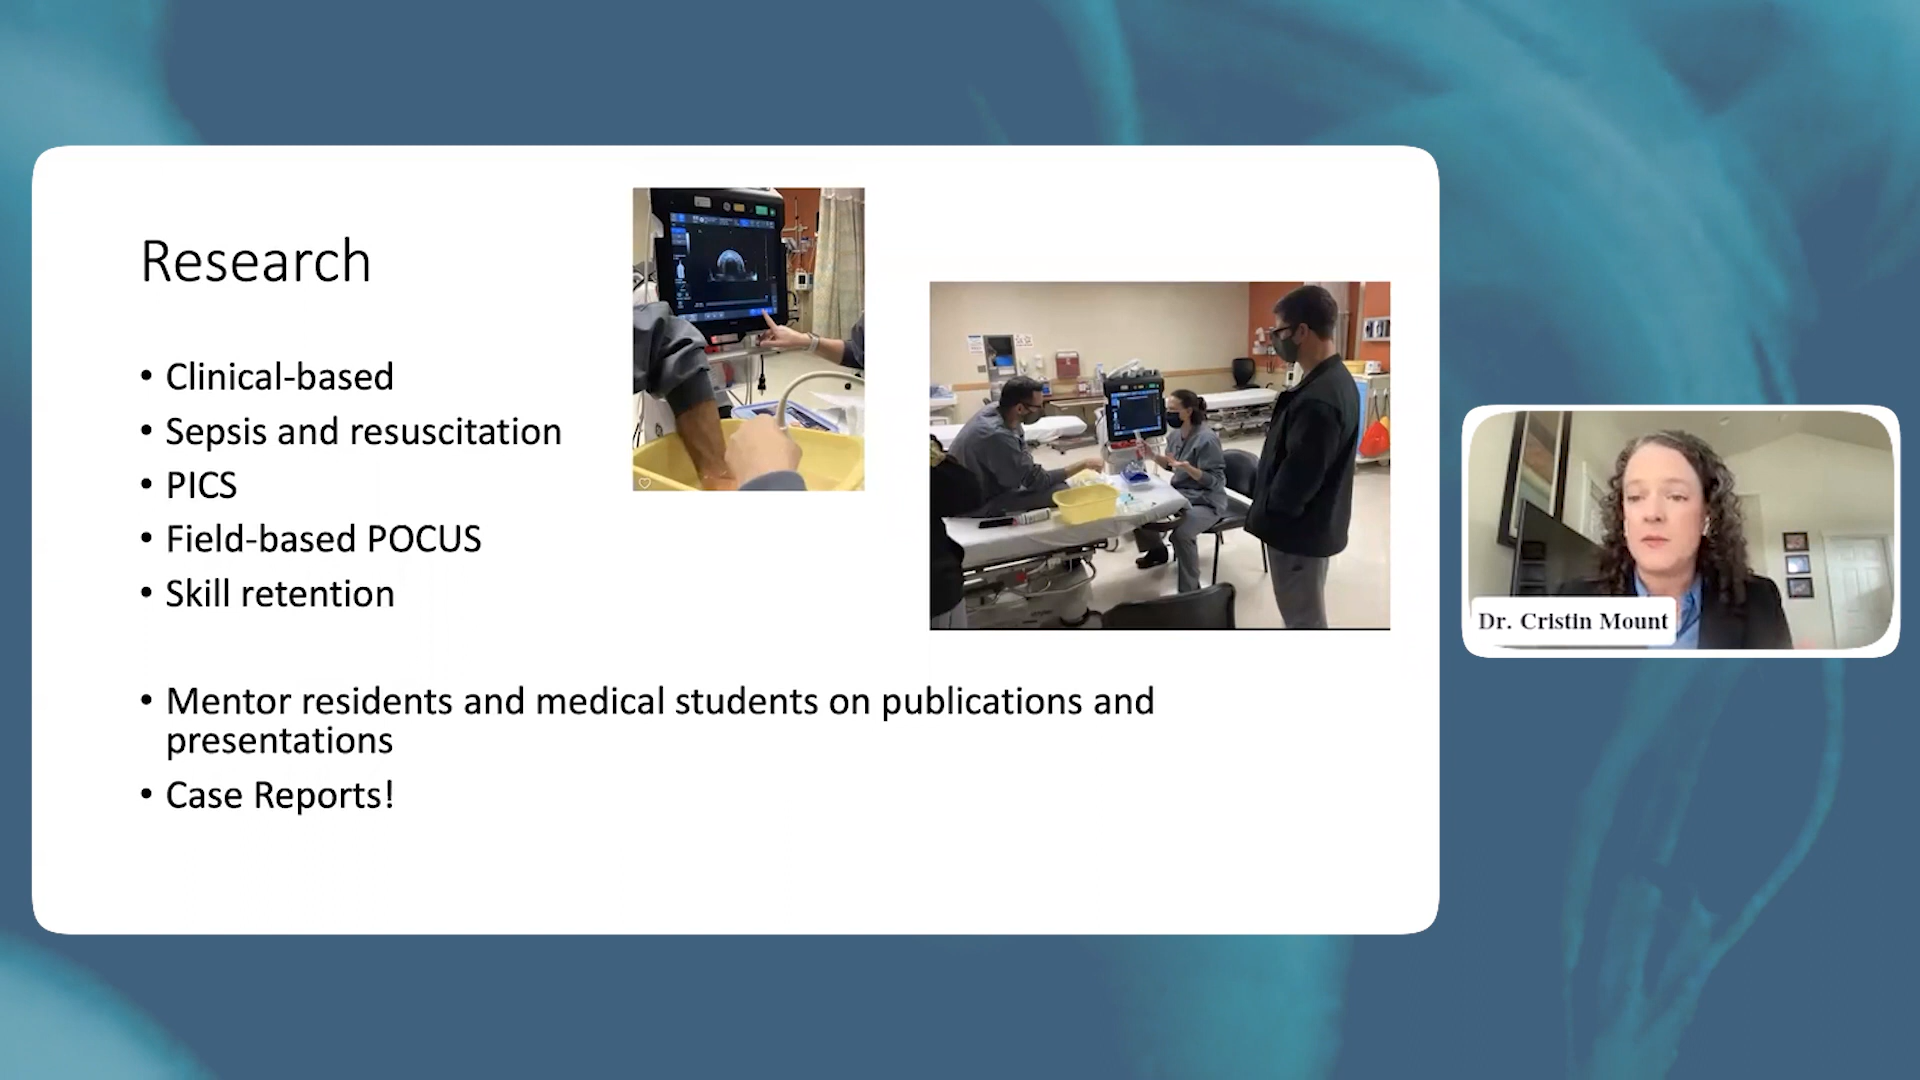 Research
• Clinical-based
• Sepsis and resuscitation
• PICS
• Field-based POCUS
• Skill retention
• Mentor residents and medical students on publications and
presentations
• Case Reports!
Dr. Cristin Mount